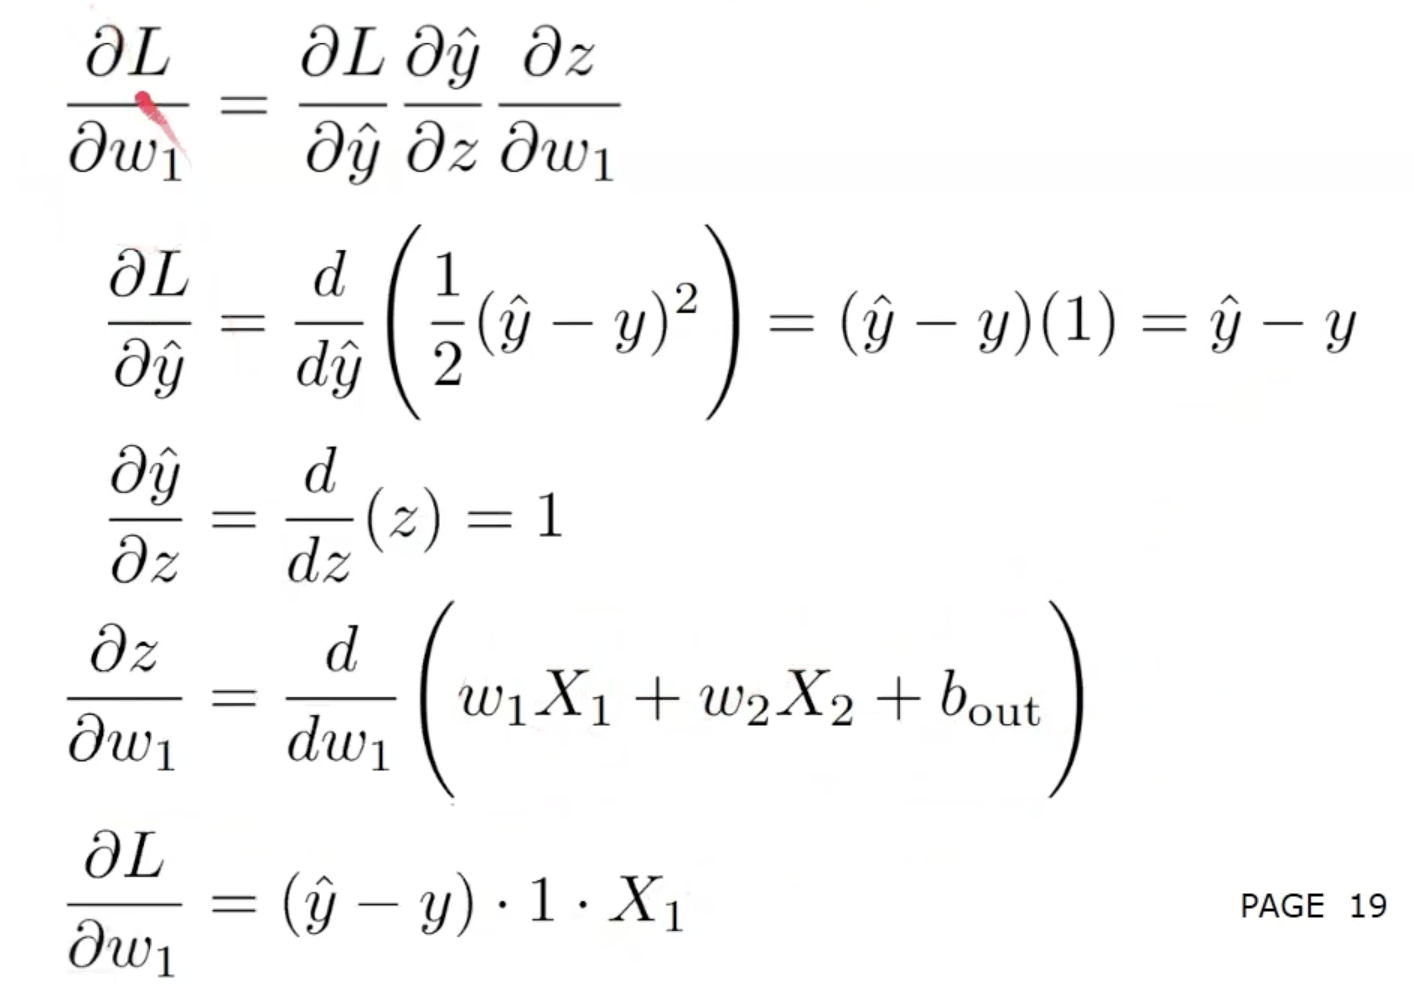 ∂L/∂w₁ = ∂L/∂ŷ ∂ŷ/∂z ∂z/∂w₁
∂L/∂ŷ = d/dŷ (1/2(ŷ − y)²) = (ŷ − y)(1) = ŷ − y
∂ŷ/∂z = d/dz (z) = 1
∂z/∂w₁ = d/dw₁ (w₁X₁ + w₂X₂ + b_out)
∂L/∂w₁ = (ŷ − y) · 1 · X₁
PAGE 19